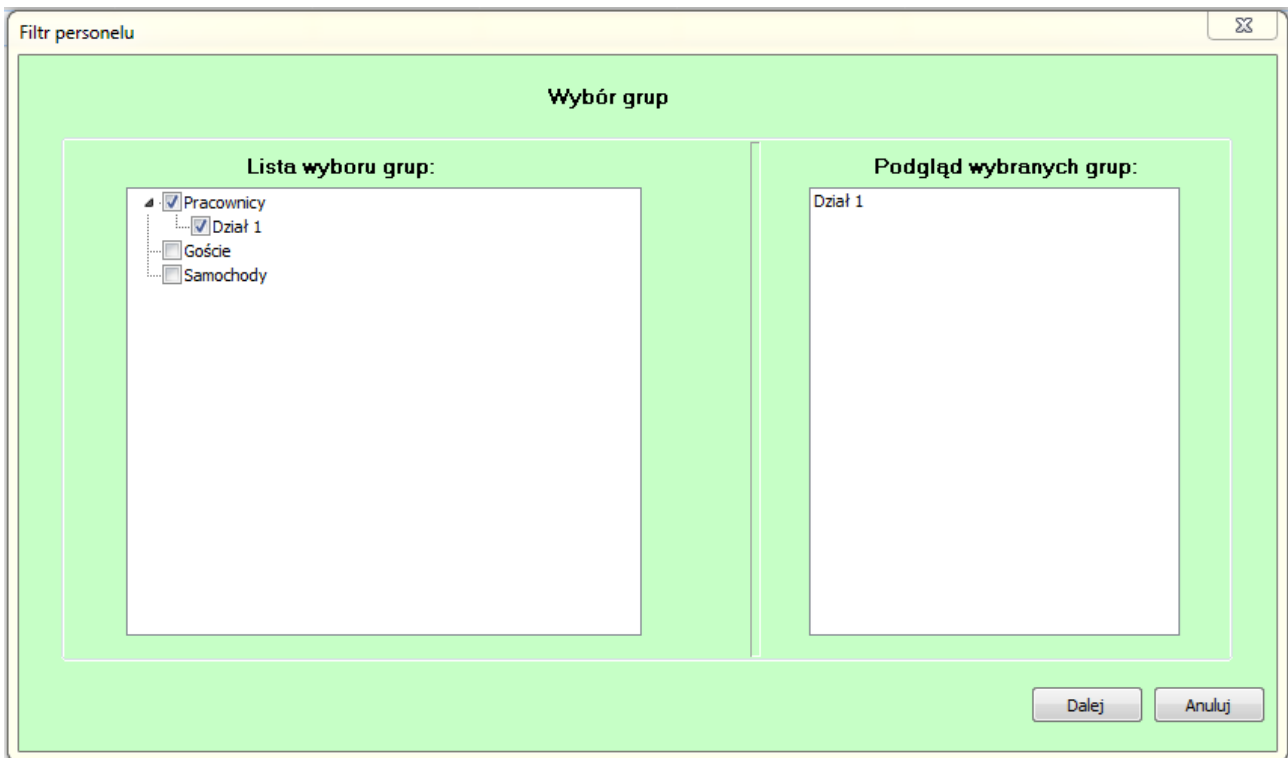 Filtr personelu
Wybór grup
Lista wyboru grup:
Pracownicy
Dział 1
Goście
Samochody
Podgląd wybranych grup:
Dział 1
Dalej
Anuluj